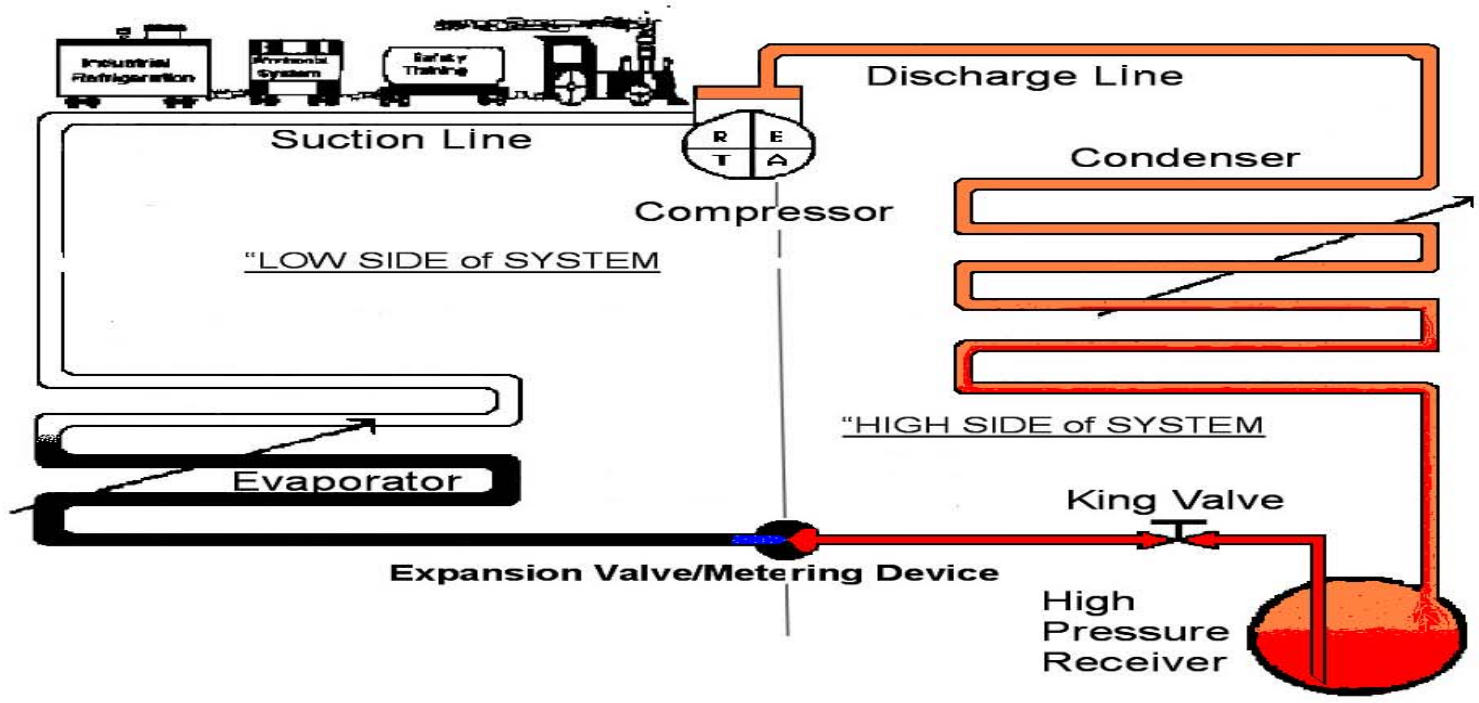 Industrial
Refrigeration
Ammonia
System
Safety
Training
Discharge Line
Suction Line
R E
T A
Condenser
Compressor
"LOW SIDE of SYSTEM
"HIGH SIDE of SYSTEM
Evaporator
King Valve
Expansion Valve/Metering Device
High
Pressure
Receiver